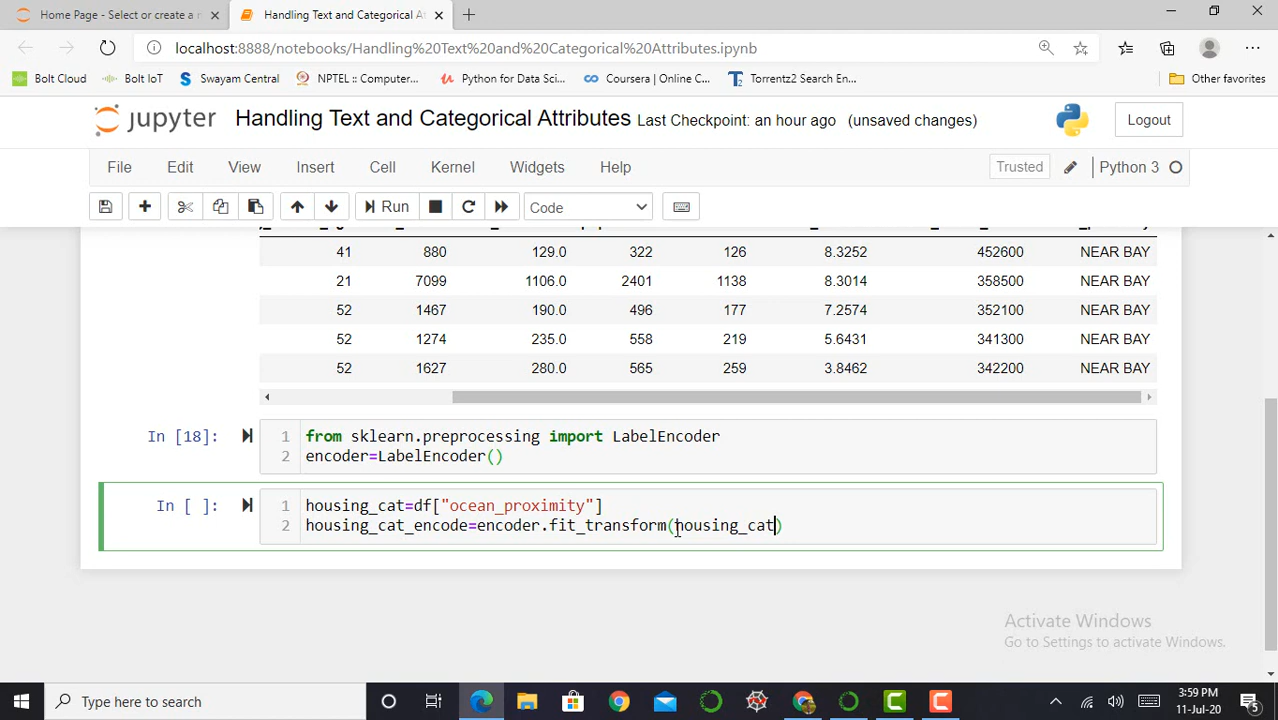 Home Page - Select or create a n
Handling Text and Categorical At
localhost:8888/notebooks/Handling%20Text%20and%20Categorical%20Attributes.ipynb
Bolt Cloud Bolt IoT Swayam Central NPTEL :: Computer... Python for Data Sci... Coursera | Online C... Torrentz2 Search En... Other favorites
jupyter Handling Text and Categorical Attributes Last Checkpoint: an hour ago (unsaved changes) Logout
File Edit View Insert Cell Kernel Widgets Help Trusted Python 3
Run Code
41 880 129.0 322 126 8.3252 452600 NEAR BAY
21 7099 1106.0 2401 1138 8.3014 358500 NEAR BAY
52 1467 190.0 496 177 7.2574 352100 NEAR BAY
52 1274 235.0 558 219 5.6431 341300 NEAR BAY
52 1627 280.0 565 259 3.8462 342200 NEAR BAY
In [18]: 1 from sklearn.preprocessing import LabelEncoder
2 encoder=LabelEncoder()
In [ ]: 1 housing_cat=df["ocean_proximity"]
2 housing_cat_encode=encoder.fit_transform(housing_cat)
Activate Windows
Go to Settings to activate Windows.
Type here to search
3:59 PM
11-Jul-20
5